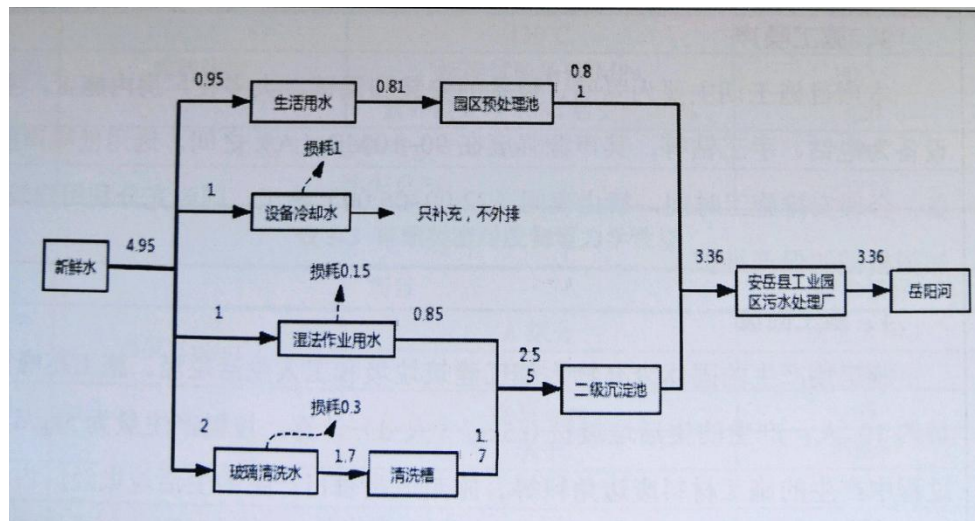 0.95
生活用水
0.81
园区预处理池
0.8
1
损耗1
1
设备冷却水
只补充，不外排
新鲜水
4.95
损耗0.15
1
湿法作业用水
0.85
2.5
5
二级沉淀池
3.36
安岳县工业园
区污水处理厂
3.36
岳阳河
损耗0.3
2
玻璃清洗水
1.7
清洗槽
1.
7